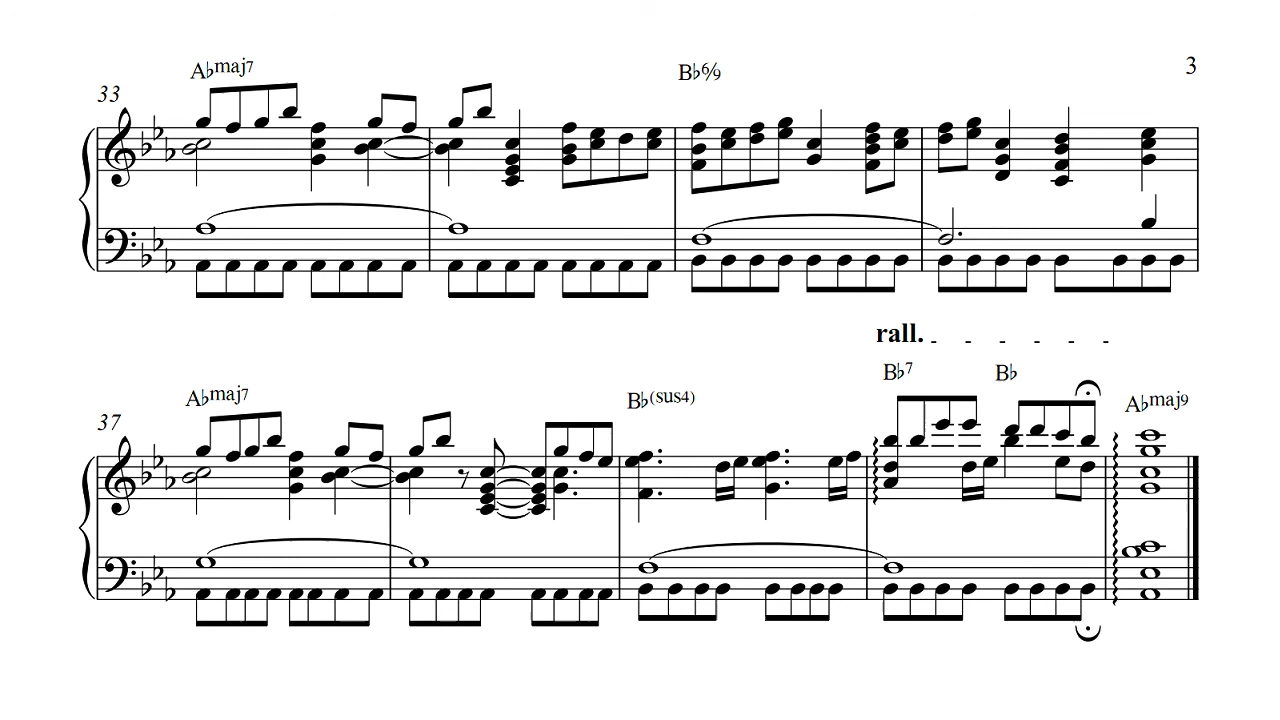 3
A♭maj7 B♭6/9
33
rall. _ _ _ _ _ _
B♭7 B♭
A♭maj7 B♭(sus4) A♭maj9
37